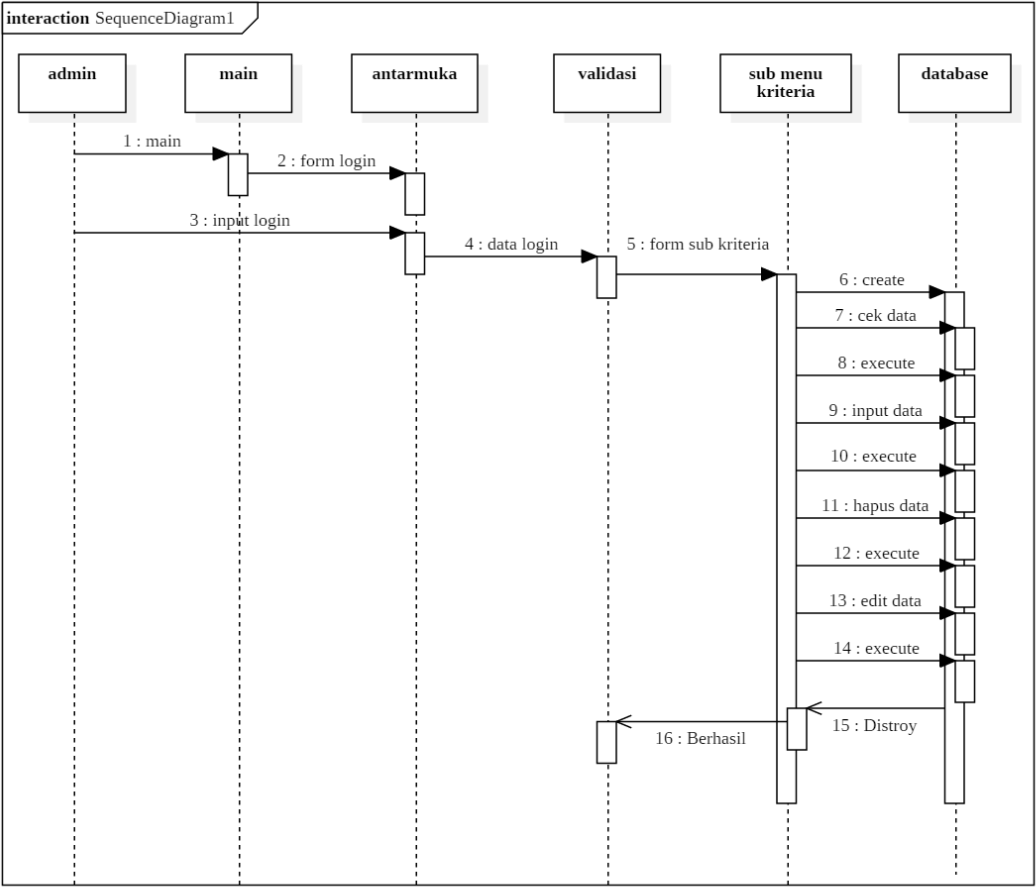 interaction SequenceDiagram1
admin
main
antarmuka
validasi
sub menu
kriteria
database
1 : main
2 : form login
3 : input login
4 : data login
5 : form sub kriteria
6 : create
7 : cek data
8 : execute
9 : input data
10 : execute
11 : hapus data
12 : execute
13 : edit data
14 : execute
15 : Distroy
16 : Berhasil